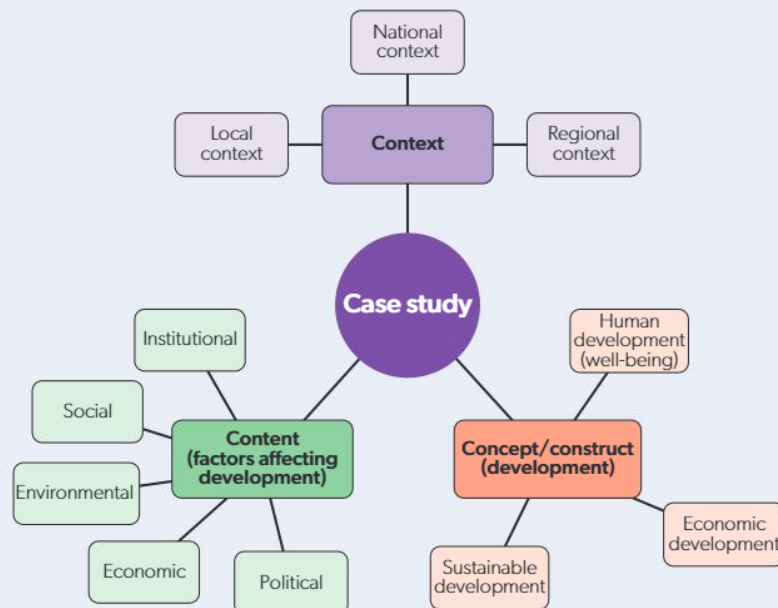 National
context
Local
context
Context
Regional
context
Case study
Institutional
Social
Environmental
Economic
Political
Content
(factors affecting
development)
Human
development
(well-being)
Concept/construct
(development)
Economic
development
Sustainable
development